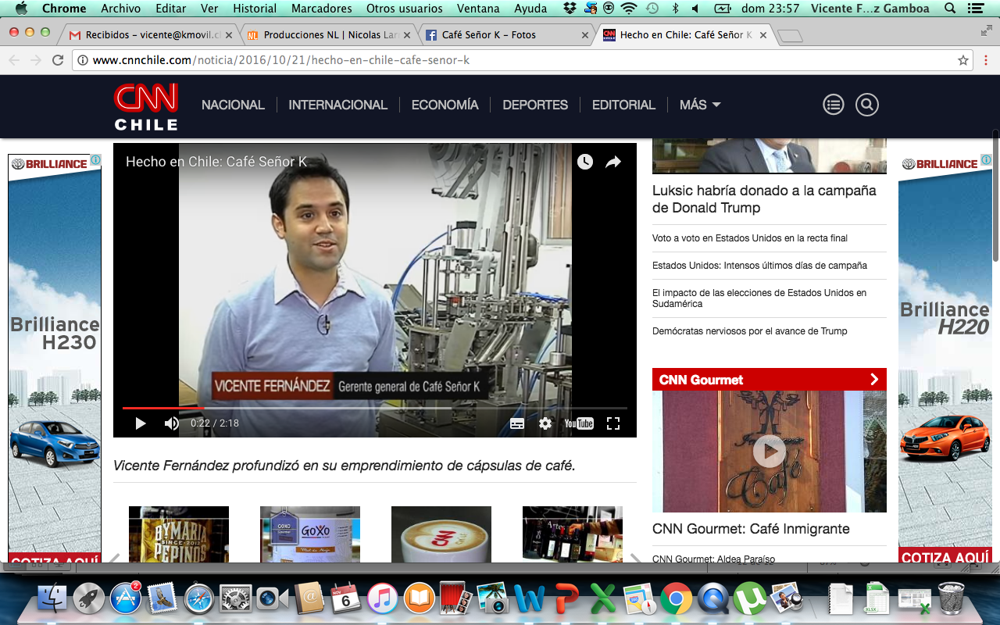 Chrome Archivo Editar Ver Historial Marcadores Otros usuarios Ventana Ayuda dom 23:57 Vicente F...z Gamboa
Recibidos – vicente@kmovil.c
Producciones NL | Nicolas Larr
Café Señor K – Fotos
Hecho en Chile: Café Señor K
www.cnnchile.com/noticia/2016/10/21/hecho-en-chile-cafe-senor-k
CNN
CHILE
NACIONAL INTERNACIONAL ECONOMÍA DEPORTES EDITORIAL MÁS
BRILLIANCE
Brilliance
H230
COTIZA AQUÍ
Hecho en Chile: Café Señor K
VICENTE FERNÁNDEZ Gerente general de Café Señor K
0:22 / 2:18
YouTube
Vicente Fernández profundizó en su emprendimiento de cápsulas de café.
BYMARIA
SINCE·2012
PEPINOS
GOXO
GOXO
CNN
CHILE
Luksic habría donado a la campaña
de Donald Trump
Voto a voto en Estados Unidos en la recta final
Estados Unidos: Intensos últimos días de campaña
El impacto de las elecciones de Estados Unidos en
Sudamérica
Demócratas nerviosos por el avance de Trump
CNN Gourmet
Café
CNN Gourmet: Café Inmigrante
CNN Gourmet: Aldea Paraíso
BRILLIANCE
Brilliance
H220
COTIZA AQUÍ
2
NOV
6
XLSX